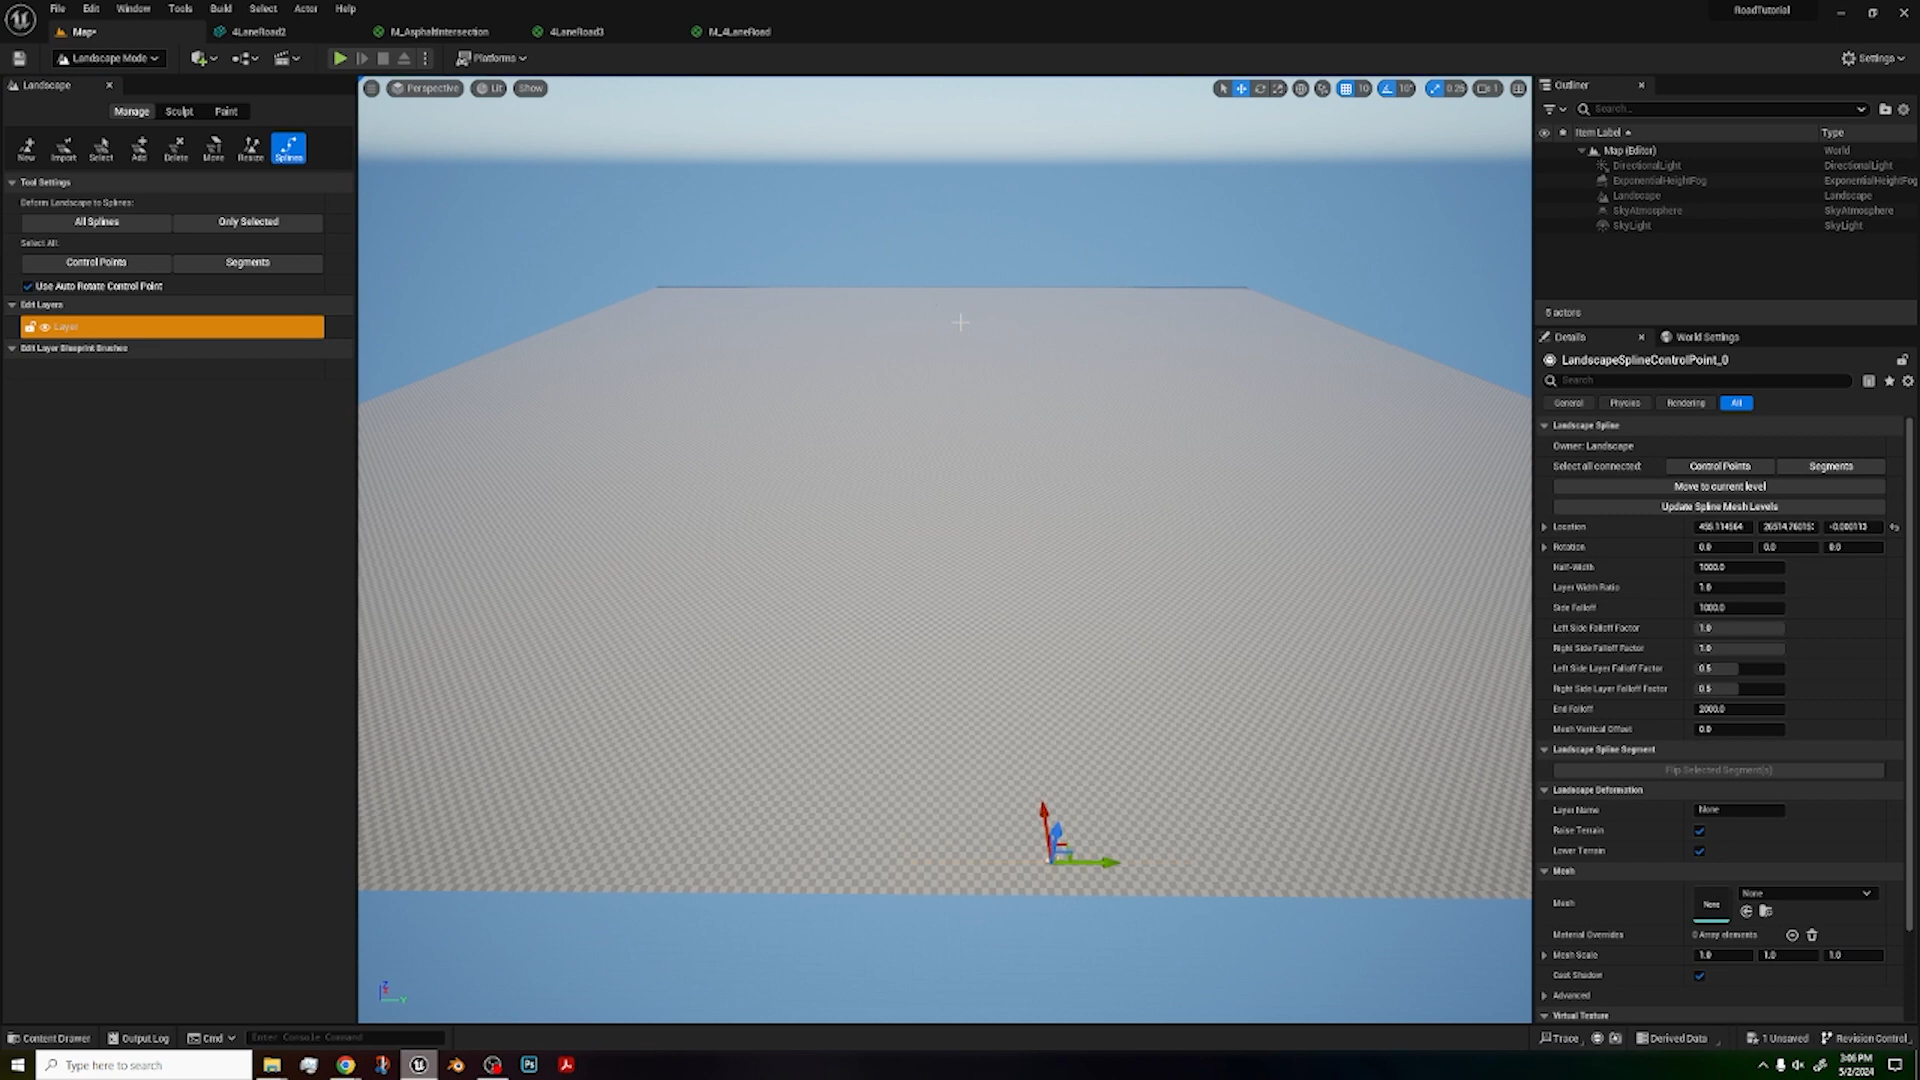 File Edit Window Tools Build Select Actor Help
RoadTutorial
Map* 4LaneRoad2 M_AsphaltIntersection 4LaneRoad3 M_4LaneRoad
Landscape Mode Platforms Settings
Landscape
Manage Sculpt Paint
New Import Select Add Delete Move Resize Splines
Tool Settings
Deform Landscape to Splines:
All Splines Only Selected
Select All:
Control Points Segments
Use Auto Rotate Control Point
Edit Layers
Layer
Edit Layer Blueprint Brushes
Perspective Lit Show
10 10° 0.25 1
Z
Y
Outliner
Search...
Item Label Type
Map (Editor) World
DirectionalLight DirectionalLight
ExponentialHeightFog ExponentialHeightFog
Landscape Landscape
SkyAtmosphere SkyAtmosphere
SkyLight SkyLight
5 actors
Details World Settings
LandscapeSplineControlPoint_0
Search
General Physics Rendering All
Landscape Spline
Owner: Landscape
Select all connected: Control Points Segments
Move to current level
Update Spline Mesh Levels
Location 455.114564 -0.000113
Rotation 0.0 0.0 0.0
Half-Width 1000.0
Layer Width Ratio 1.0
Side Falloff 1000.0
Left Side Falloff Factor 1.0
Right Side Falloff Factor 1.0
Left Side Layer Falloff Factor 0.5
Right Side Layer Falloff Factor 0.5
End Falloff 2000.0
Mesh Vertical Offset 0.0
Landscape Spline Segment
Flip Selected Segment(s)
Landscape Deformation
Layer Name None
Raise Terrain
Lower Terrain
Mesh
Mesh None None
Material Overrides 0 Array elements
Mesh Scale 1.0 1.0 1.0
Cast Shadow
Advanced
Virtual Texture
Content Drawer Output Log Cmd Enter Console Command
Trace Derived Data 1 Unsaved Revision Control
Type here to search
Ps
3:06 PM
5/2/2024